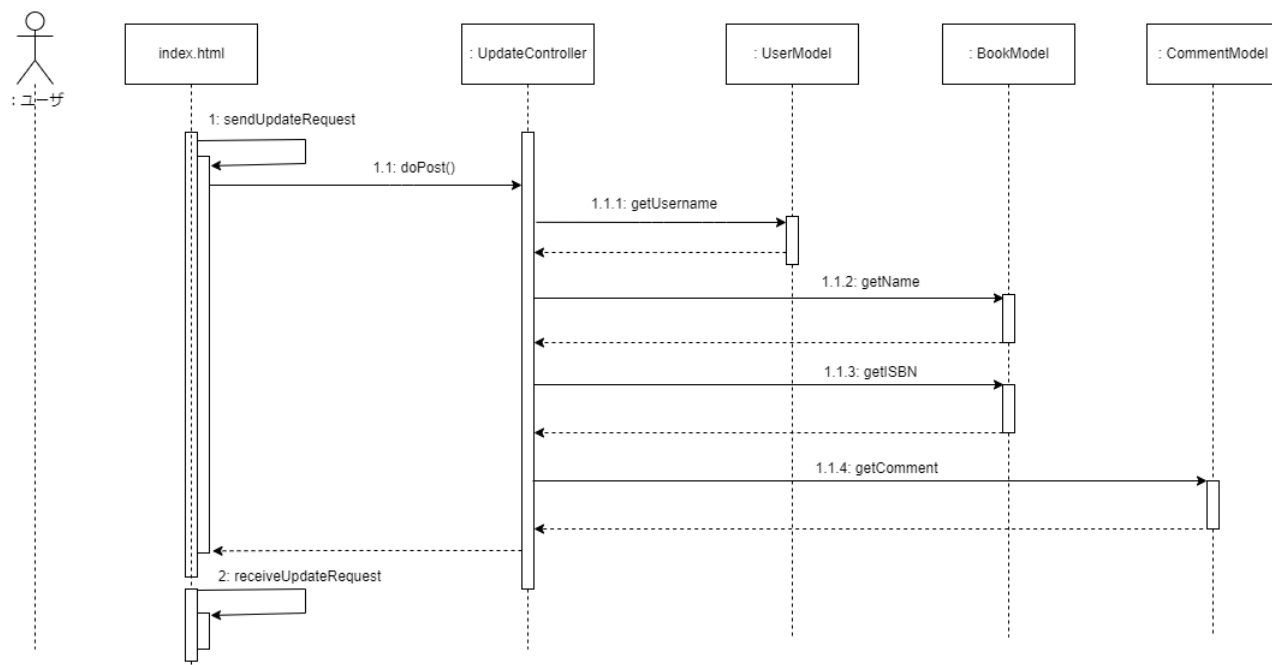 index.html
: UpdateController
: UserModel
: BookModel
: CommentModel
: ユーザ
1: sendUpdateRequest
1.1: doPost()
1.1.1: getUsername
1.1.2: getName
1.1.3: getISBN
1.1.4: getComment
2: receiveUpdateRequest